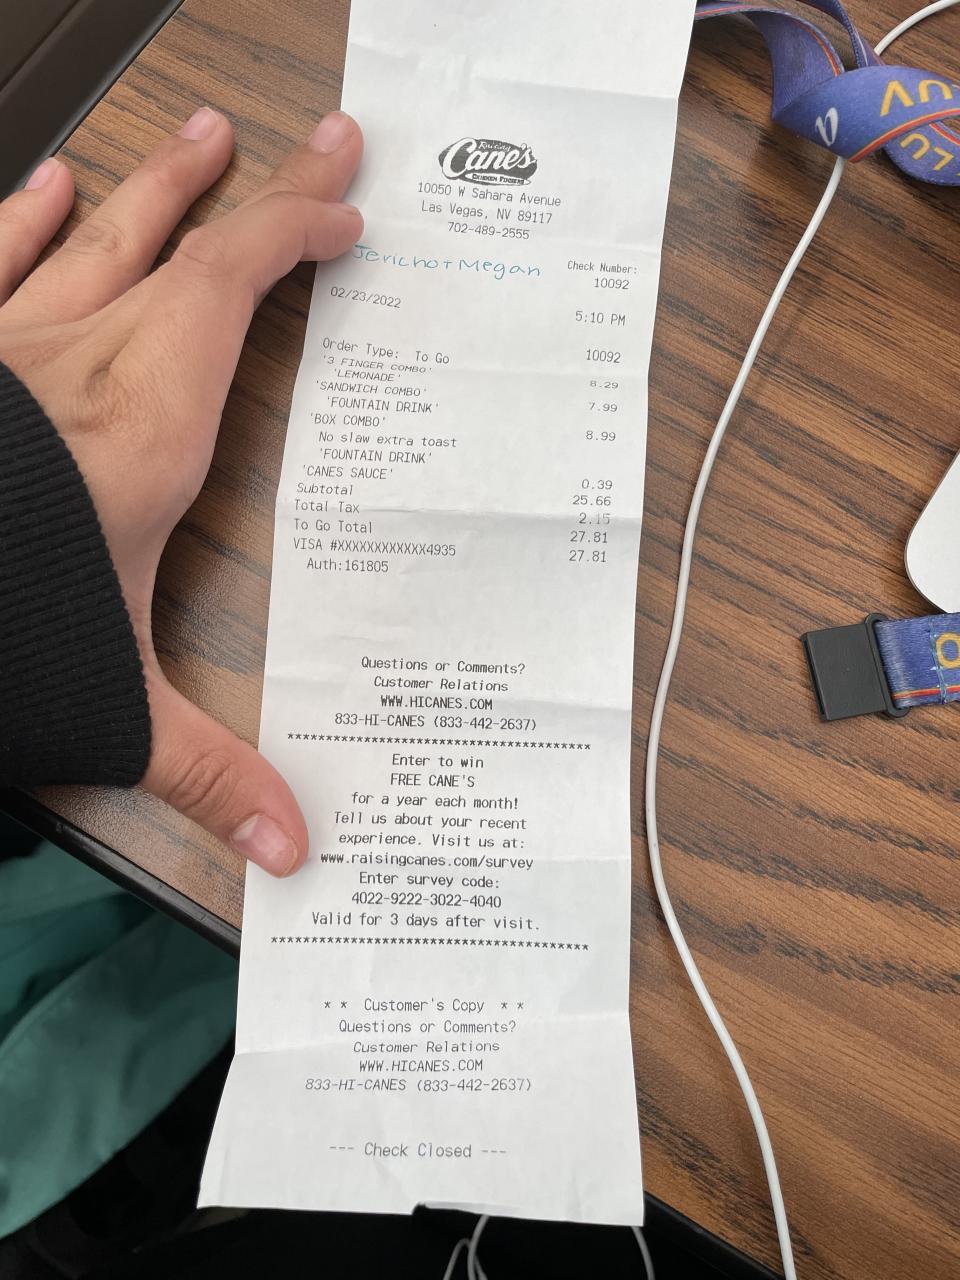 Raising
Cane's
CHICKEN FINGERS
10050 W Sahara Avenue
Las Vegas, NV 89117
702-489-2555
Jericho + Megan
Check Number:
10092
02/23/2022
5:10 PM
Order Type: To Go 10092
'3 FINGER COMBO' 8.29
'LEMONADE'
'SANDWICH COMBO' 7.99
'FOUNTAIN DRINK'
'BOX COMBO' 8.99
No slaw extra toast
'FOUNTAIN DRINK'
'CANES SAUCE' 0.39
Subtotal 25.66
Total Tax 2.15
To Go Total 27.81
VISA #XXXXXXXXXXXX4935 27.81
Auth:161805
Questions or Comments?
Customer Relations
WWW.HICANES.COM
833-HI-CANES (833-442-2637)
***************************************
Enter to win
FREE CANE'S
for a year each month!
Tell us about your recent
experience. Visit us at:
www.raisingcanes.com/survey
Enter survey code:
4022-9222-3022-4040
Valid for 3 days after visit.
***************************************
* * Customer's Copy * *
Questions or Comments?
Customer Relations
WWW.HICANES.COM
833-HI-CANES (833-442-2637)
--- Check Closed ---